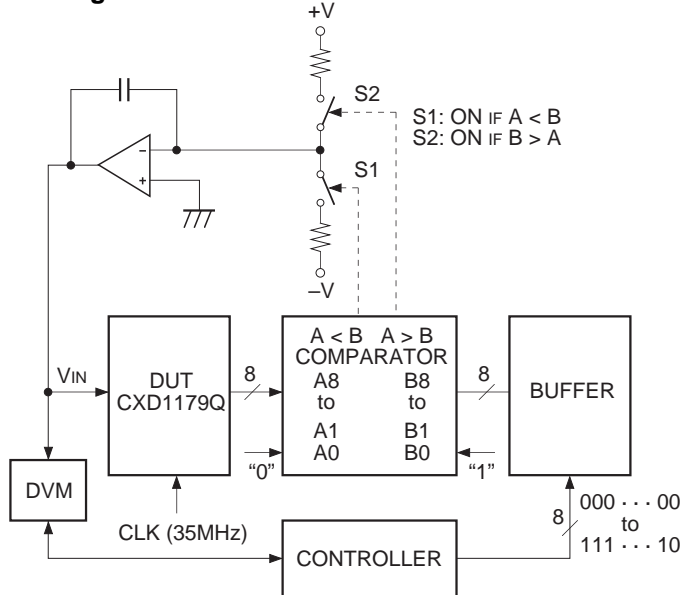 +V
S2
S1: ON IF A < B
S2: ON IF B > A
S1
–
+
–V
A < B A > B
COMPARATOR
A8 B8
to to
A1 B1
A0 B0
VIN
DUT
CXD1179Q
8
8
BUFFER
"0"
"1"
DVM
CLK (35MHz)
CONTROLLER
8
000 · · · 00
to
111 · · · 10